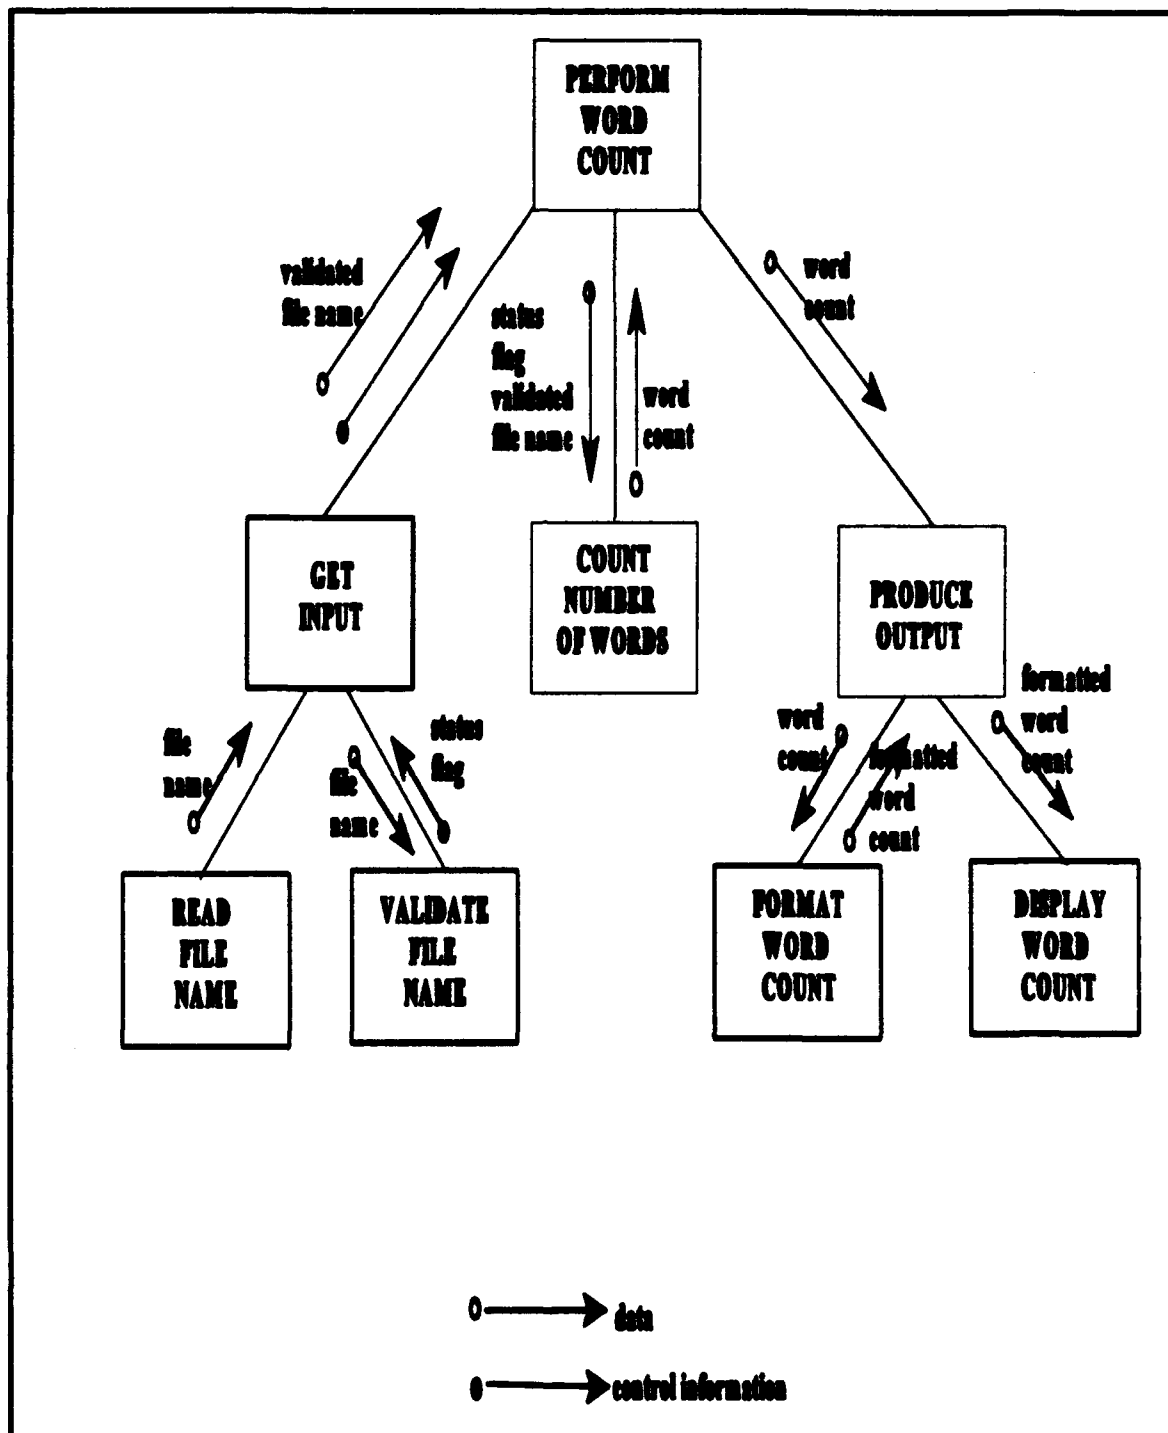 PERFORM
WORD
COUNT
validated
file name
status
flag
validated
file name
word
count
word
count
GET
INPUT
COUNT
NUMBER
OF WORDS
PRODUCE
OUTPUT
file
name
file
name
status
flag
word
count
formatted
word
count
formatted
word
count
READ
FILE
NAME
VALIDATE
FILE
NAME
FORMAT
WORD
COUNT
DISPLAY
WORD
COUNT
data
control information